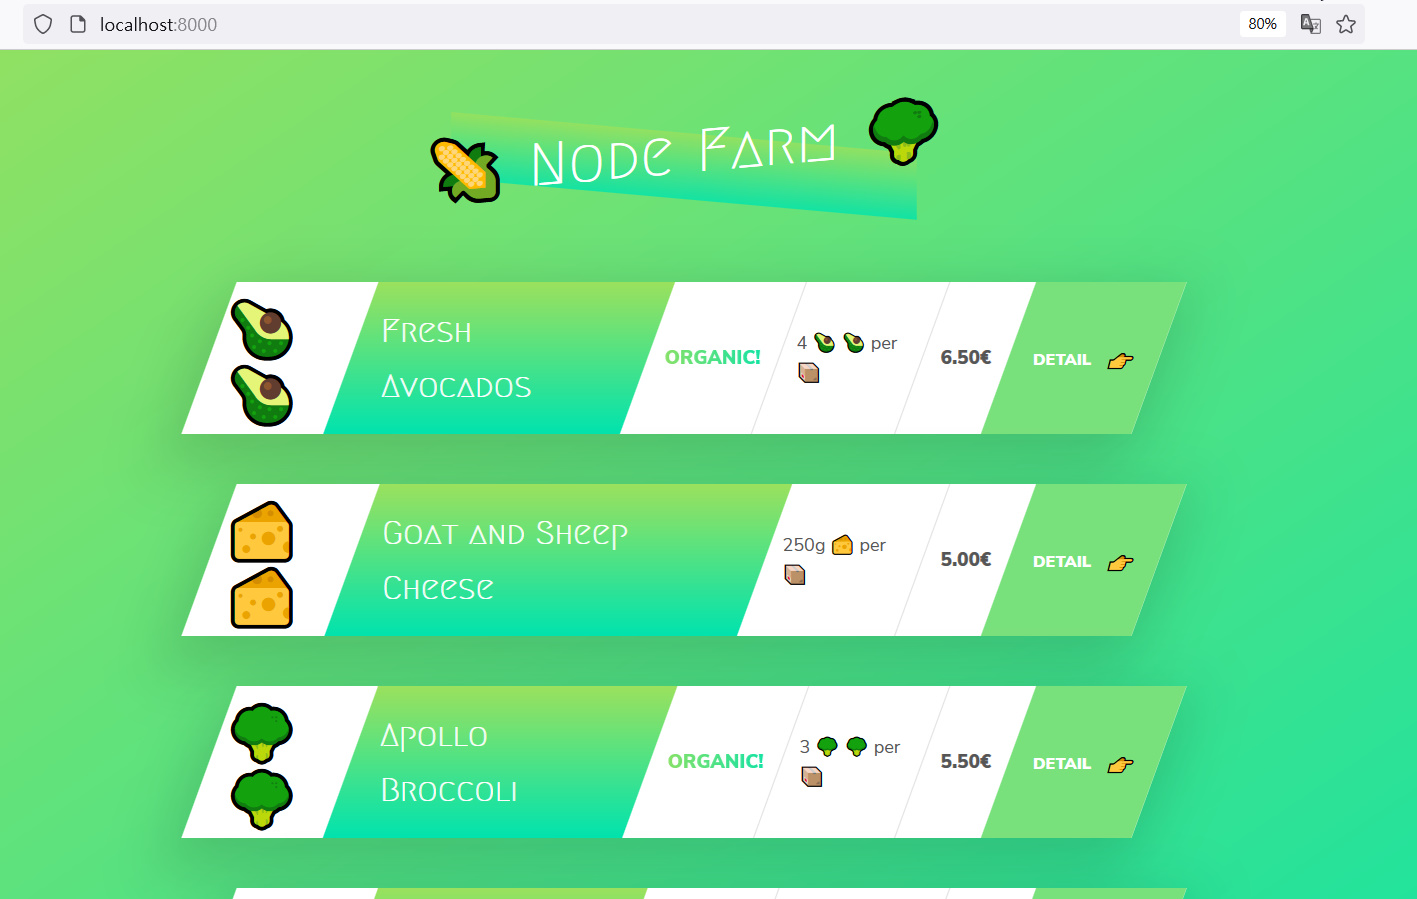 localhost:8000
80%
Node Farm
Fresh
Avocados
ORGANIC!
4 🥑 🥑 per
📦
6.50€
DETAIL 👉
Goat and Sheep
Cheese
250g 🧀 per
📦
5.00€
DETAIL 👉
Apollo
Broccoli
ORGANIC!
3 🥦 🥦 per
📦
5.50€
DETAIL 👉